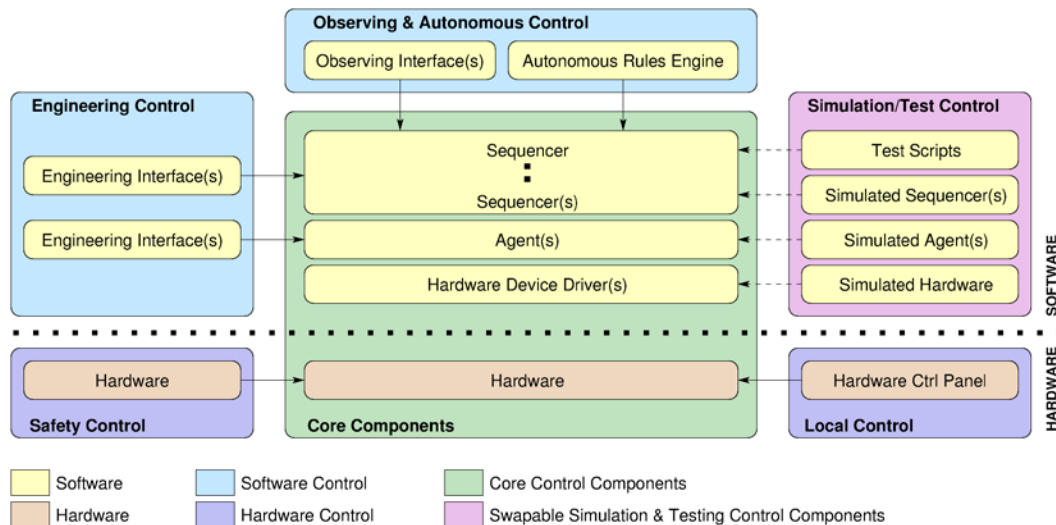 Observing & Autonomous Control
Observing Interface(s)
Autonomous Rules Engine
Engineering Control
Engineering Interface(s)
Engineering Interface(s)
Sequencer
Sequencer(s)
Agent(s)
Hardware Device Driver(s)
Simulation/Test Control
Test Scripts
Simulated Sequencer(s)
Simulated Agent(s)
Simulated Hardware
SOFTWARE
HARDWARE
Hardware
Safety Control
Hardware
Core Components
Hardware Ctrl Panel
Local Control
Software
Software Control
Core Control Components
Hardware
Hardware Control
Swapable Simulation & Testing Control Components